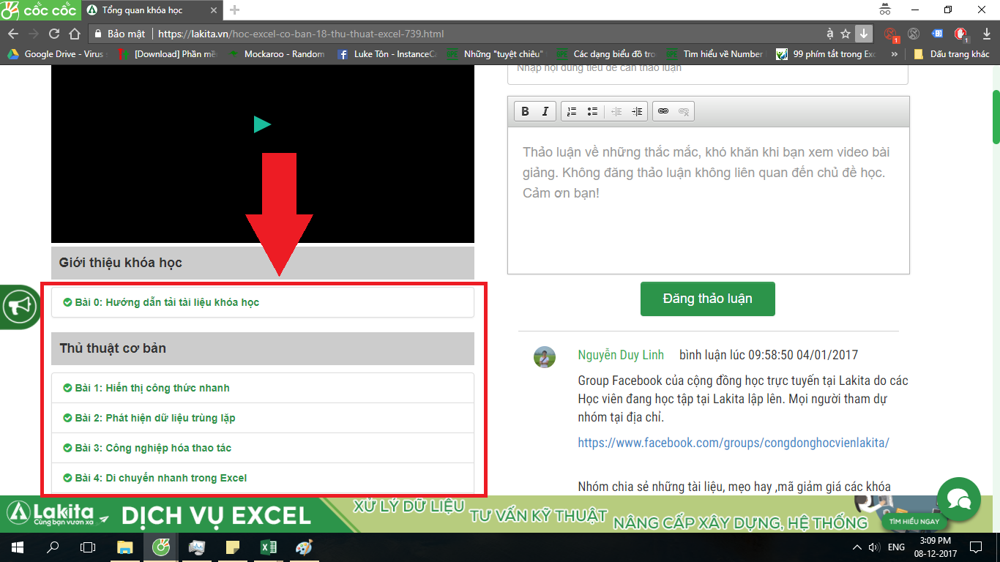 cốc cốc
Tổng quan khóa học
Bảo mật
https://lakita.vn/hoc-excel-co-ban-18-thu-thuat-excel-739.html
à
1
1
Google Drive - Virus
[Download] Phần mề
Mockaroo - Random
Luke Tôn - InstanceCa
Những "tuyệt chiêu"
Các dạng biểu đồ tro
Tìm hiểu về Number
99 phím tắt trong Exc
»
Dấu trang khác
Nhập nội dung tiêu đề cần thảo luận
B I
Thảo luận về những thắc mắc, khó khăn khi bạn xem video bài
giảng. Không đăng thảo luận không liên quan đến chủ đề học.
Cảm ơn bạn!
Đăng thảo luận
Giới thiệu khóa học
Bài 0: Hướng dẫn tải tài liệu khóa học
Thủ thuật cơ bản
Bài 1: Hiển thị công thức nhanh
Bài 2: Phát hiện dữ liệu trùng lặp
Bài 3: Công nghiệp hóa thao tác
Bài 4: Di chuyển nhanh trong Excel
Nguyễn Duy Linh bình luận lúc 09:58:50 04/01/2017
Group Facebook của cộng đồng học trực tuyến tại Lakita do các
Học viên đang học tập tại Lakita lập lên. Mọi người tham dự
nhóm tại địa chỉ.
https://www.facebook.com/groups/congdonghocvienlakita/
Nhóm chia sẻ những tài liệu, mẹo hay ,mã giảm giá các khóa
Lakita
Cùng bạn vươn xa
DỊCH VỤ EXCEL
XỬ LÝ DỮ LIỆU
TƯ VẤN KỸ THUẬT
NÂNG CẤP XÂY DỰNG, HỆ THỐNG
TÌM HIỂU NGAY
ENG
3:09 PM
08-12-2017